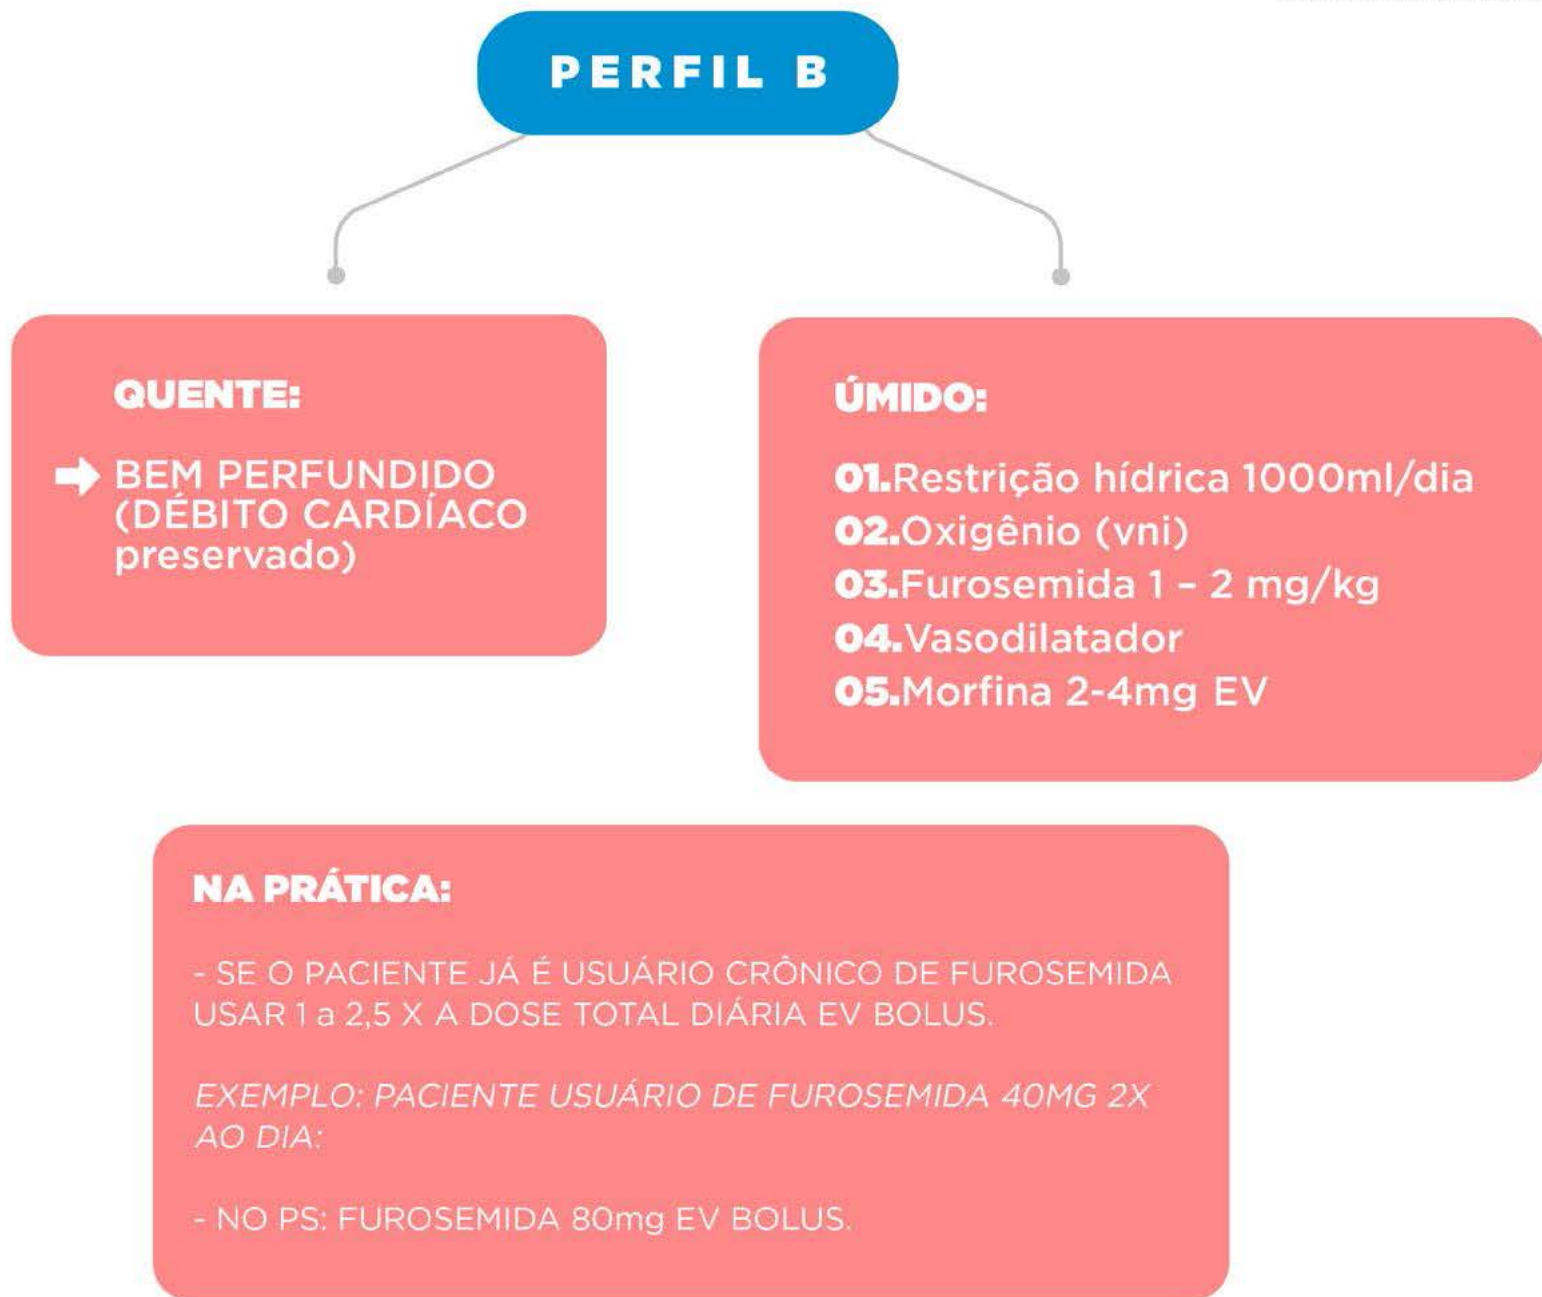 PERFIL B
QUENTE:
BEM PERFUNDIDO
(DÉBITO CARDÍACO
preservado)
ÚMIDO:
01.Restrição hídrica 1000ml/dia
02.Oxigênio (vni)
03.Furosemida 1 – 2 mg/kg
04.Vasodilatador
05.Morfina 2-4mg EV
NA PRÁTICA:
- SE O PACIENTE JÁ É USUÁRIO CRÔNICO DE FUROSEMIDA
USAR 1 a 2,5 X A DOSE TOTAL DIÁRIA EV BOLUS.
EXEMPLO: PACIENTE USUÁRIO DE FUROSEMIDA 40MG 2X
AO DIA:
- NO PS: FUROSEMIDA 80mg EV BOLUS.